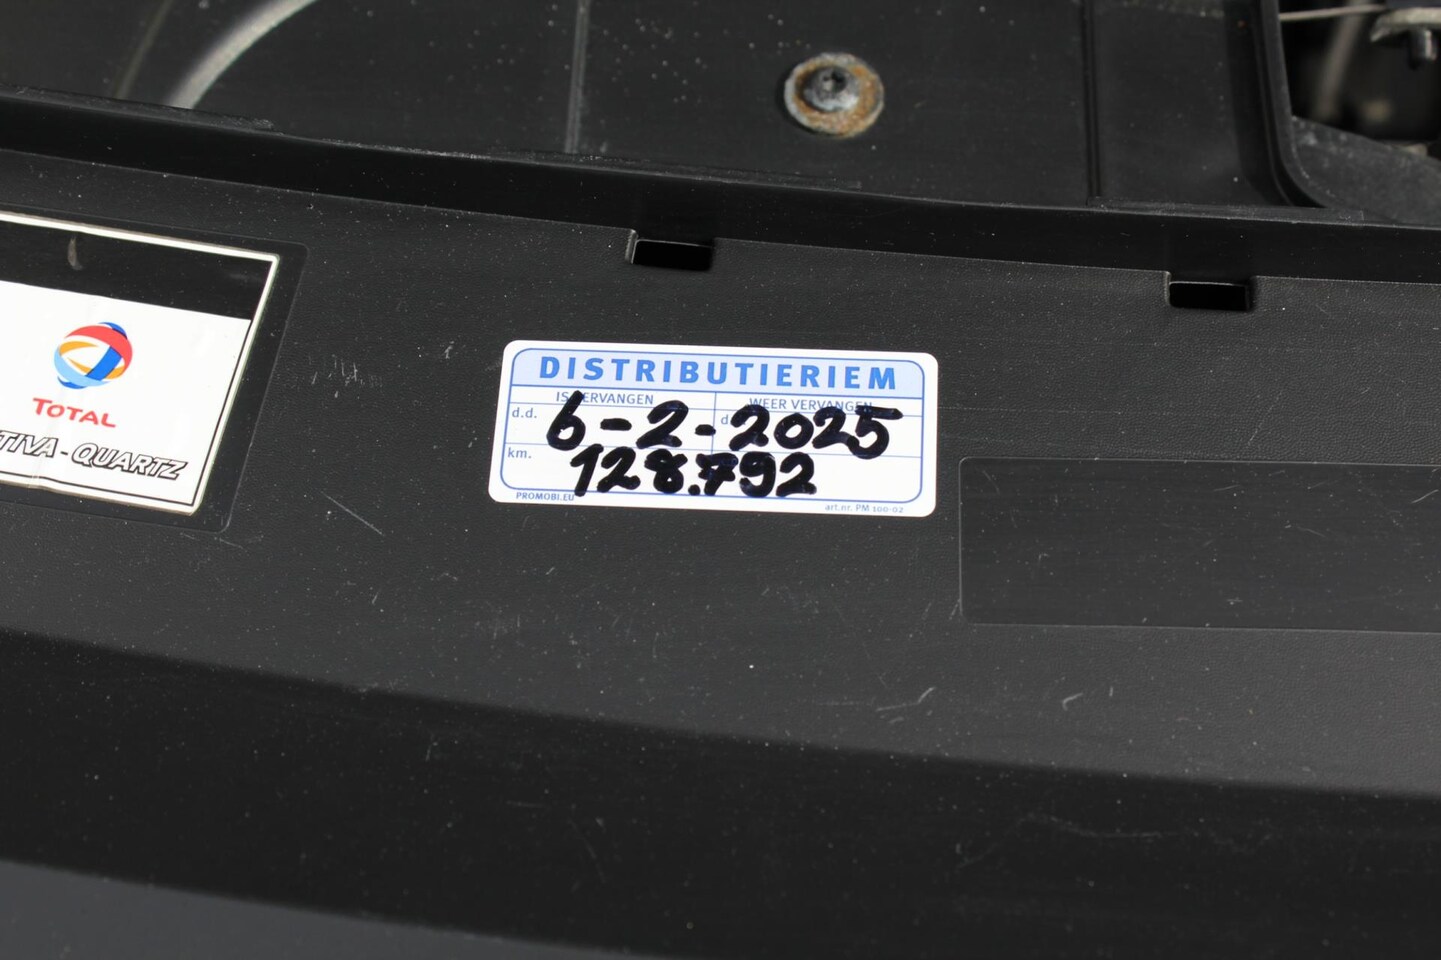 TOTAL
TIVA-QUARTZ
DISTRIBUTIERIEM
IS VERVANGEN
WEER VERVANGEN
d.d. 6-2-2025
km. 128.792
PROMOBI.EU
art.nr. PM 100-02